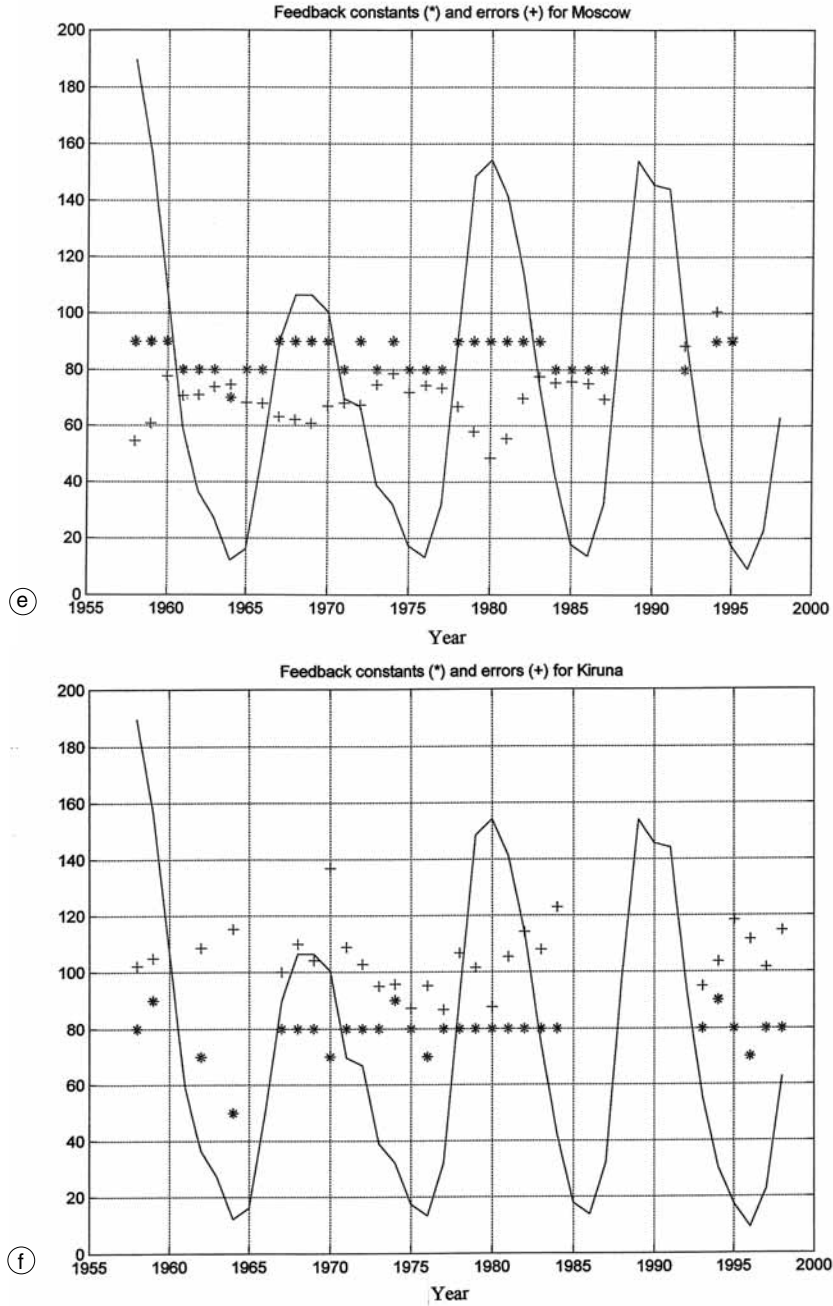 Feedback constants (*) and errors (+) for Moscow
200
180
160
140
120
100
80
60
40
20
0
1955 1960 1965 1970 1975 1980 1985 1990 1995 2000
Year
e
Feedback constants (*) and errors (+) for Kiruna
200
180
160
140
120
100
80
60
40
20
0
1955 1960 1965 1970 1975 1980 1985 1990 1995 2000
Year
f